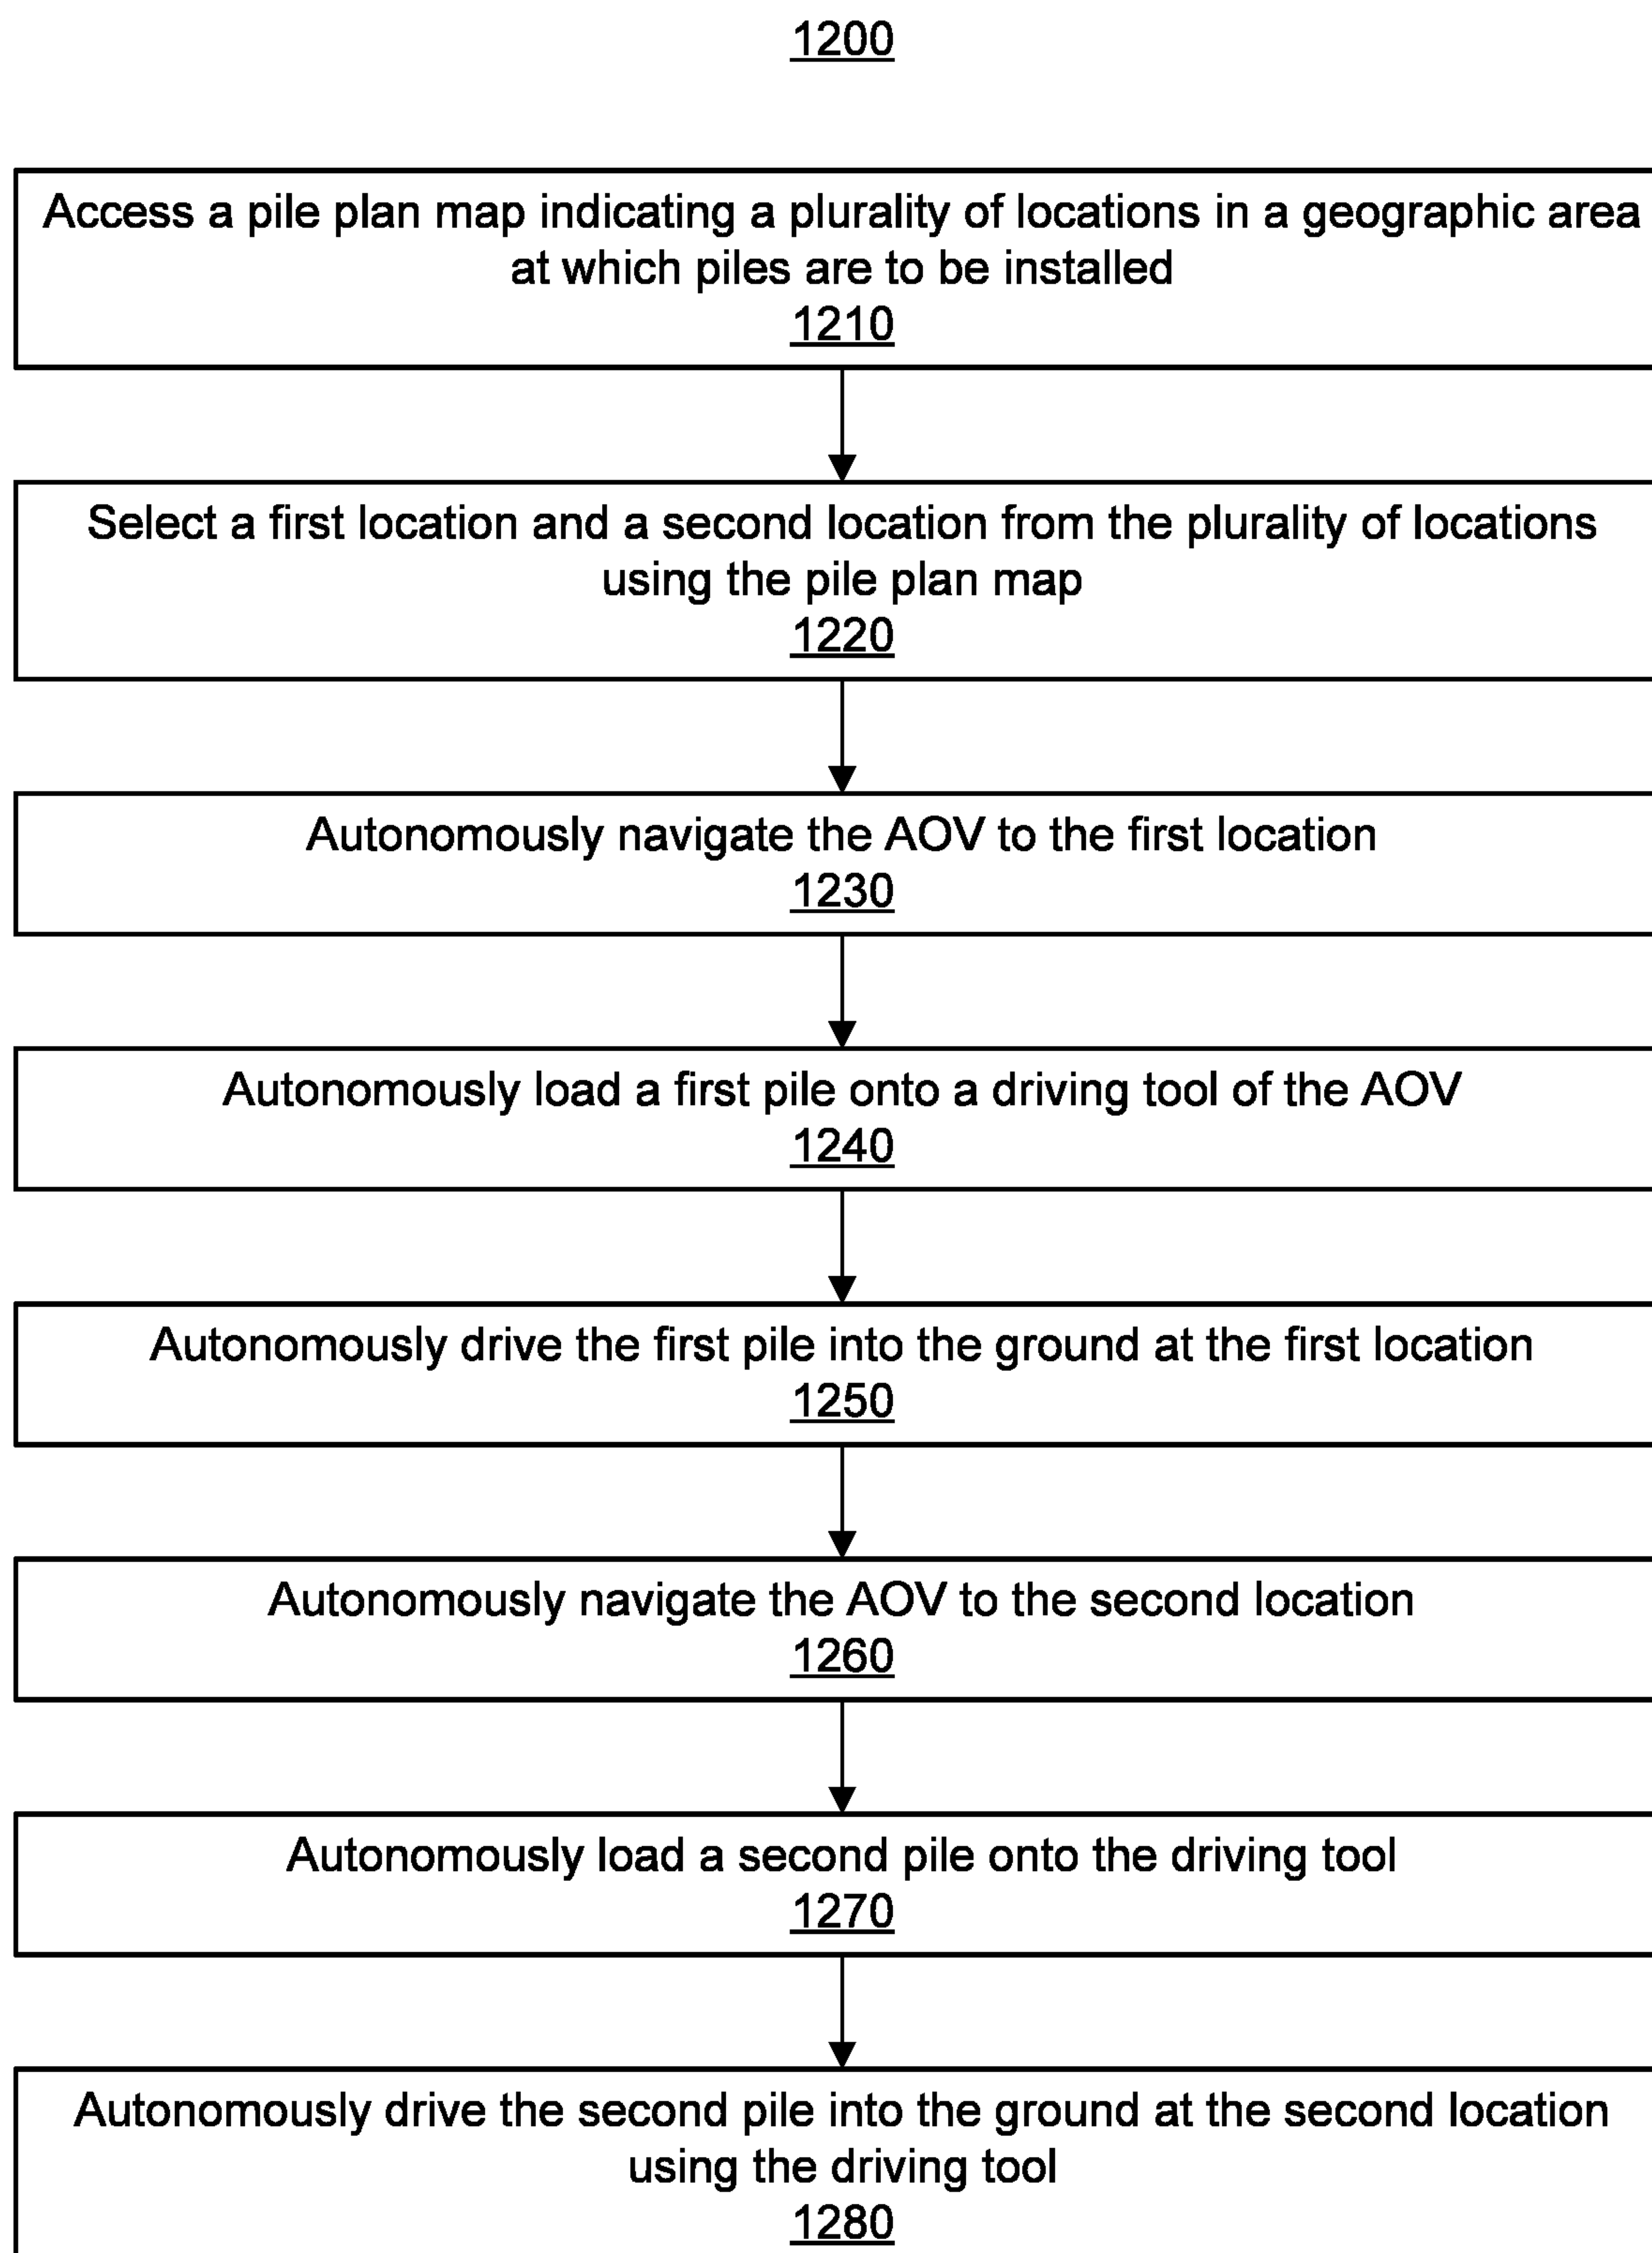 1200
Access a pile plan map indicating a plurality of locations in a geographic area
at which piles are to be installed
1210
Select a first location and a second location from the plurality of locations
using the pile plan map
1220
Autonomously navigate the AOV to the first location
1230
Autonomously load a first pile onto a driving tool of the AOV
1240
Autonomously drive the first pile into the ground at the first location
1250
Autonomously navigate the AOV to the second location
1260
Autonomously load a second pile onto the driving tool
1270
Autonomously drive the second pile into the ground at the second location
using the driving tool
1280